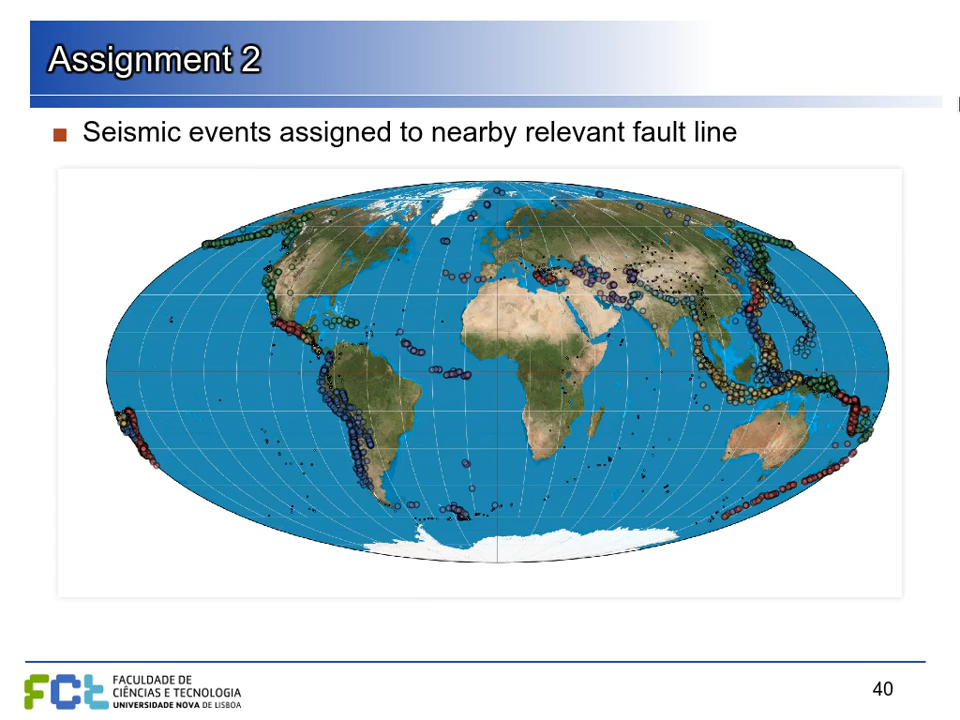 Assignment 2
Seismic events assigned to nearby relevant fault line
FCt
FACULDADE DE
CIÊNCIAS E TECNOLOGIA
UNIVERSIDADE NOVA DE LISBOA
40